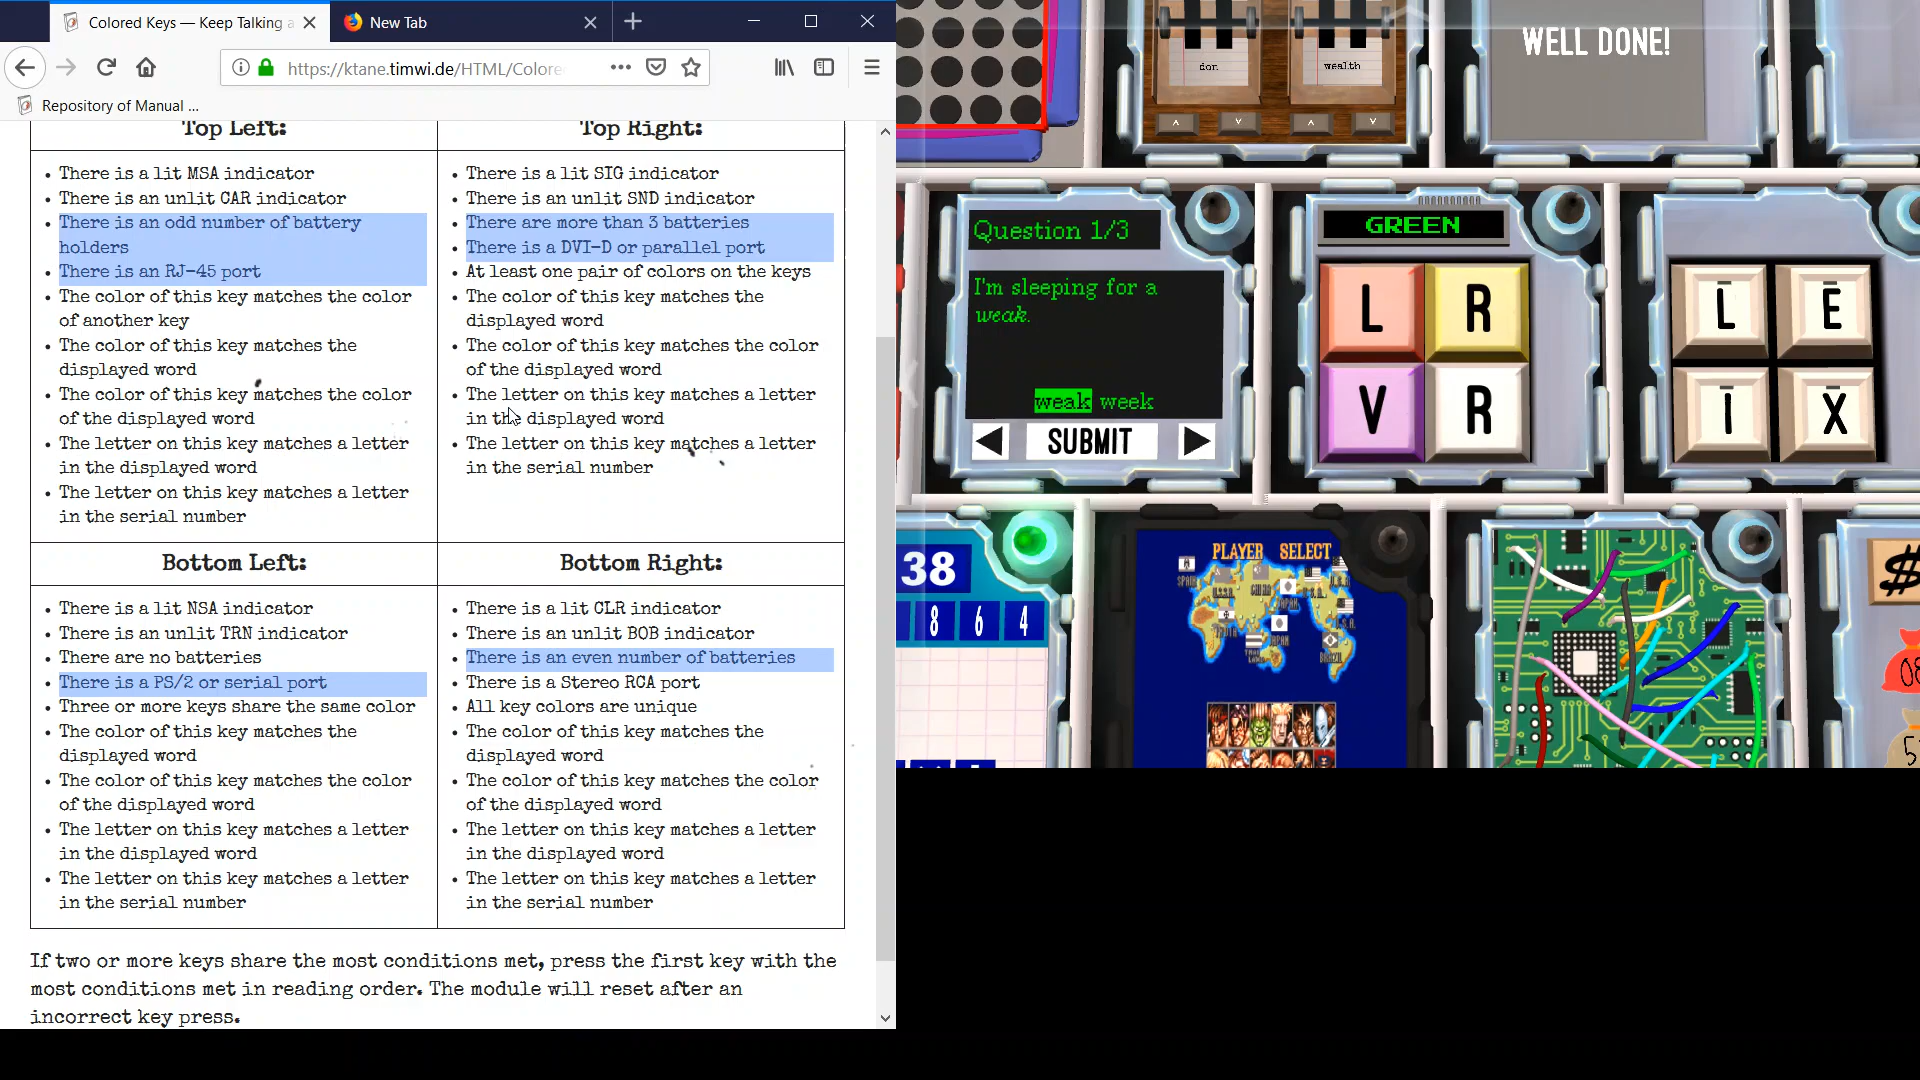 Colored Keys — Keep Talking a
New Tab
https://ktane.timwi.de/HTML/Colore
Repository of Manual ...
Top Left:
Top Right:
There is a lit MSA indicator
There is an unlit CAR indicator
There is an odd number of battery
holders
There is an RJ-45 port
The color of this key matches the color
of another key
The color of this key matches the
displayed word
The color of this key matches the color
of the displayed word
The letter on this key matches a letter
in the displayed word
The letter on this key matches a letter
in the serial number
There is a lit SIG indicator
There is an unlit SND indicator
There are more than 3 batteries
There is a DVI-D or parallel port
At least one pair of colors on the keys
The color of this key matches the
displayed word
The color of this key matches the color
of the displayed word
The letter on this key matches a letter
in the displayed word
The letter on this key matches a letter
in the serial number
Bottom Left:
Bottom Right:
There is a lit NSA indicator
There is an unlit TRN indicator
There are no batteries
There is a PS/2 or serial port
Three or more keys share the same color
The color of this key matches the
displayed word
The color of this key matches the color
of the displayed word
The letter on this key matches a letter
in the displayed word
The letter on this key matches a letter
in the serial number
There is a lit CLR indicator
There is an unlit BOB indicator
There is an even number of batteries
There is a Stereo RCA port
All key colors are unique
The color of this key matches the
displayed word
The color of this key matches the color
of the displayed word
The letter on this key matches a letter
in the displayed word
The letter on this key matches a letter
in the serial number
If two or more keys share the most conditions met, press the first key with the
most conditions met in reading order. The module will reset after an
incorrect key press.
don
wealth
WELL DONE!
Question 1/3
I'm sleeping for a
weak.
weak week
SUBMIT
GREEN
L R
V R
L E
I X
38
8 6 4
PLAYER SELECT
SPAIN
U.S.S.R.
CHINA
JAPAN
U.S.A.
U.S.A.
BRAZIL
$